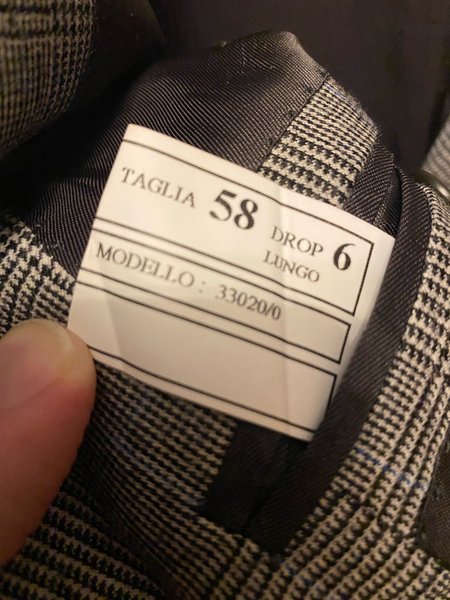 TAGLIA 58 DROP 6
LUNGO
MODELLO : 33020/0